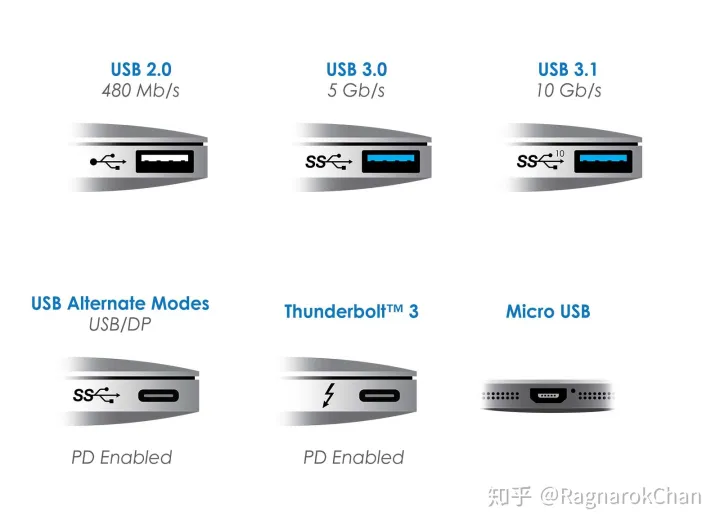 USB 2.0
480 Mb/s
USB 3.0
5 Gb/s
USB 3.1
10 Gb/s
SS
SS 10
USB Alternate Modes
USB/DP
Thunderbolt™ 3
Micro USB
SS
PD Enabled
PD Enabled
知乎 @RagnarokChan